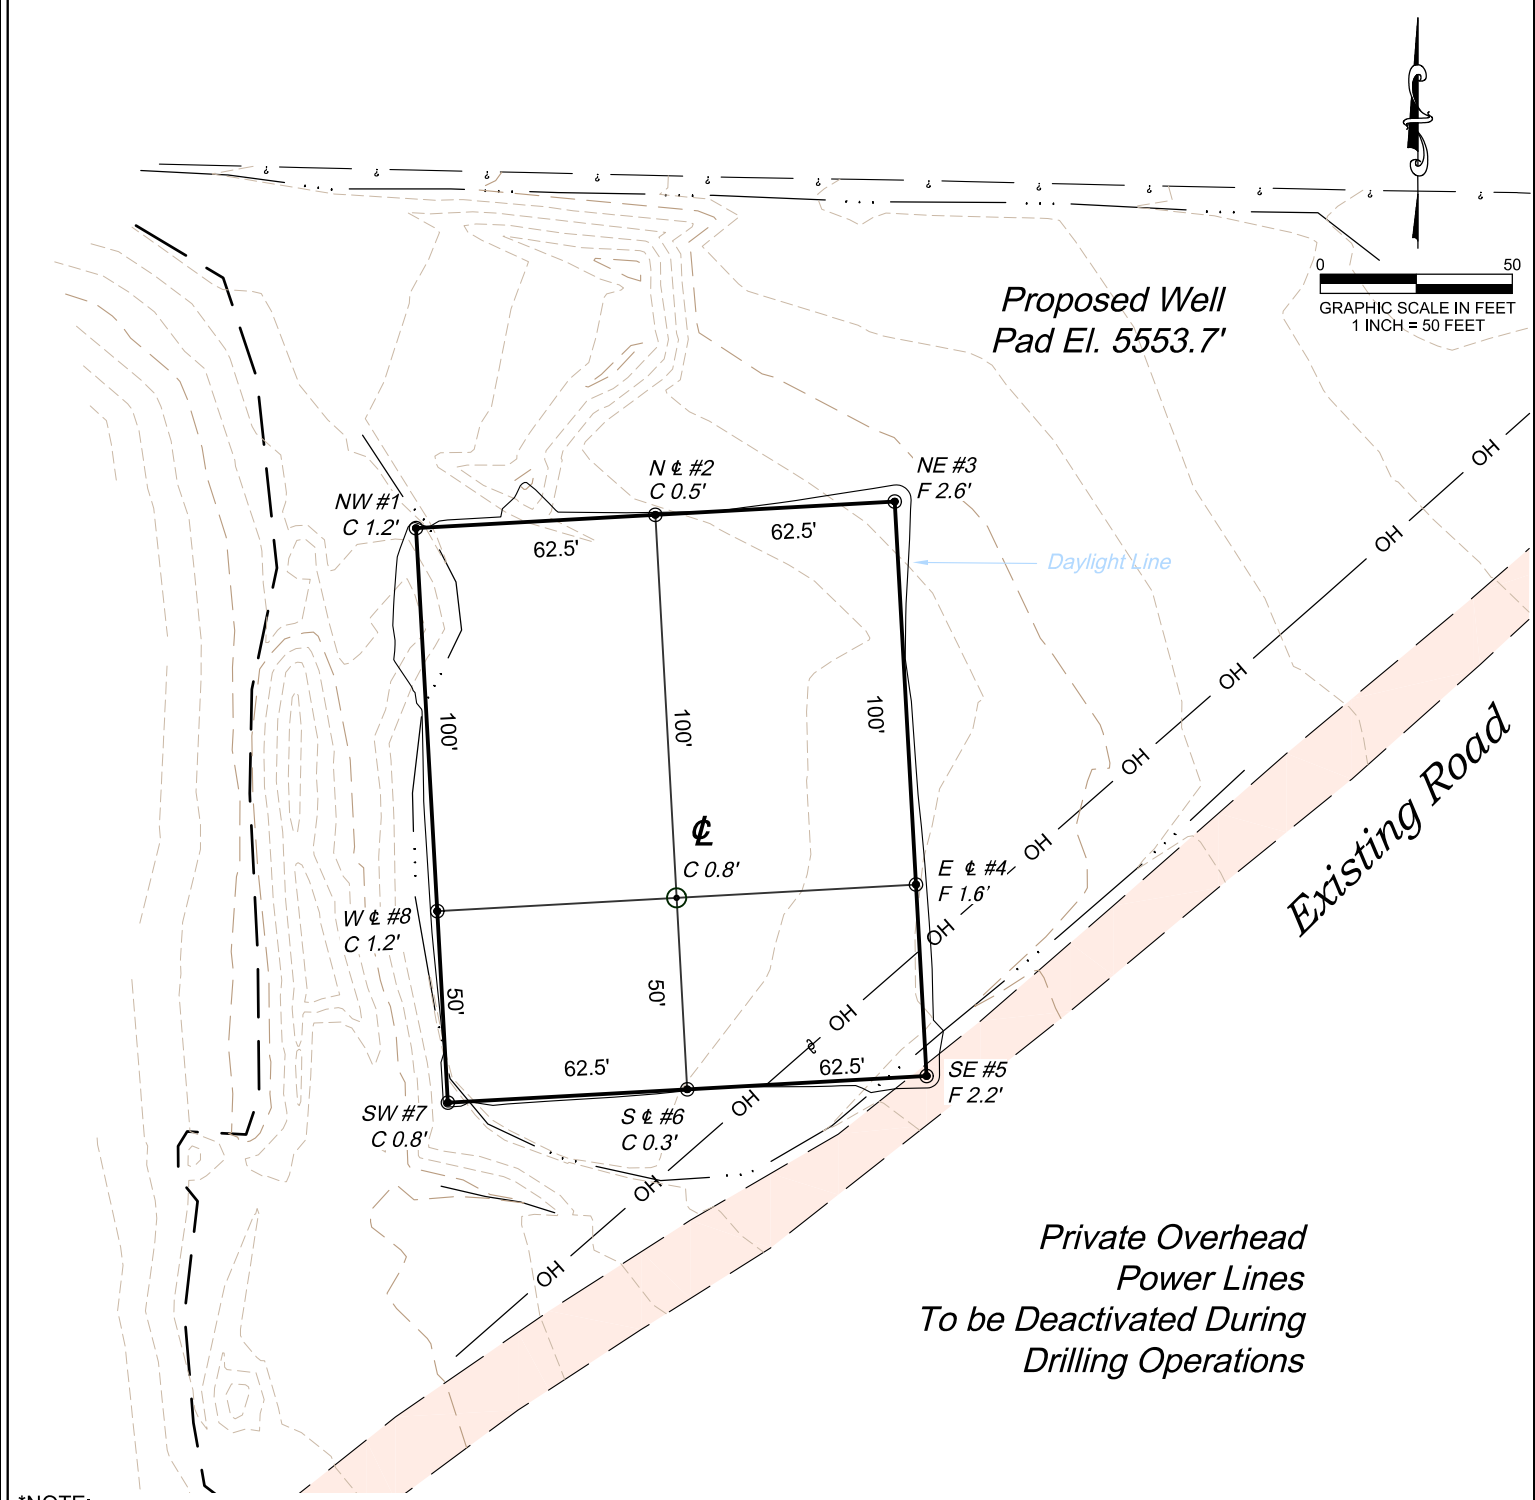 0 50
GRAPHIC SCALE IN FEET
1 INCH = 50 FEET
Proposed Well
Pad El. 5553.7'
NW #1
C 1.2'
N ℄ #2
C 0.5'
NE #3
F 2.6'
62.5'
62.5'
Daylight Line
OH
OH
OH
OH
OH
OH
OH
OH
OH
OH
100'
100'
100'
℄
C 0.8'
E ℄ #4
F 1.6'
W ℄ #8
C 1.2'
50'
50'
62.5'
62.5'
SW #7
C 0.8'
S ℄ #6
C 0.3'
SE #5
F 2.2'
Existing Road
Private Overhead
Power Lines
To be Deactivated During
Drilling Operations
*NOTE: